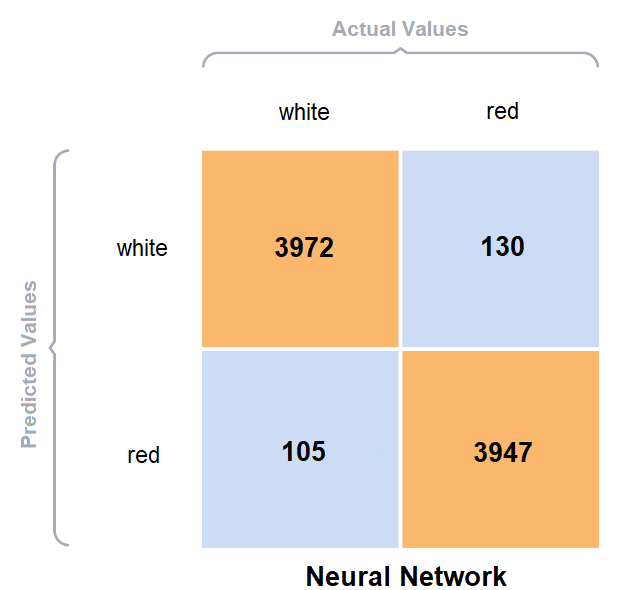 Actual Values
white
red
Predicted Values
white
3972
130
red
105
3947
Neural Network